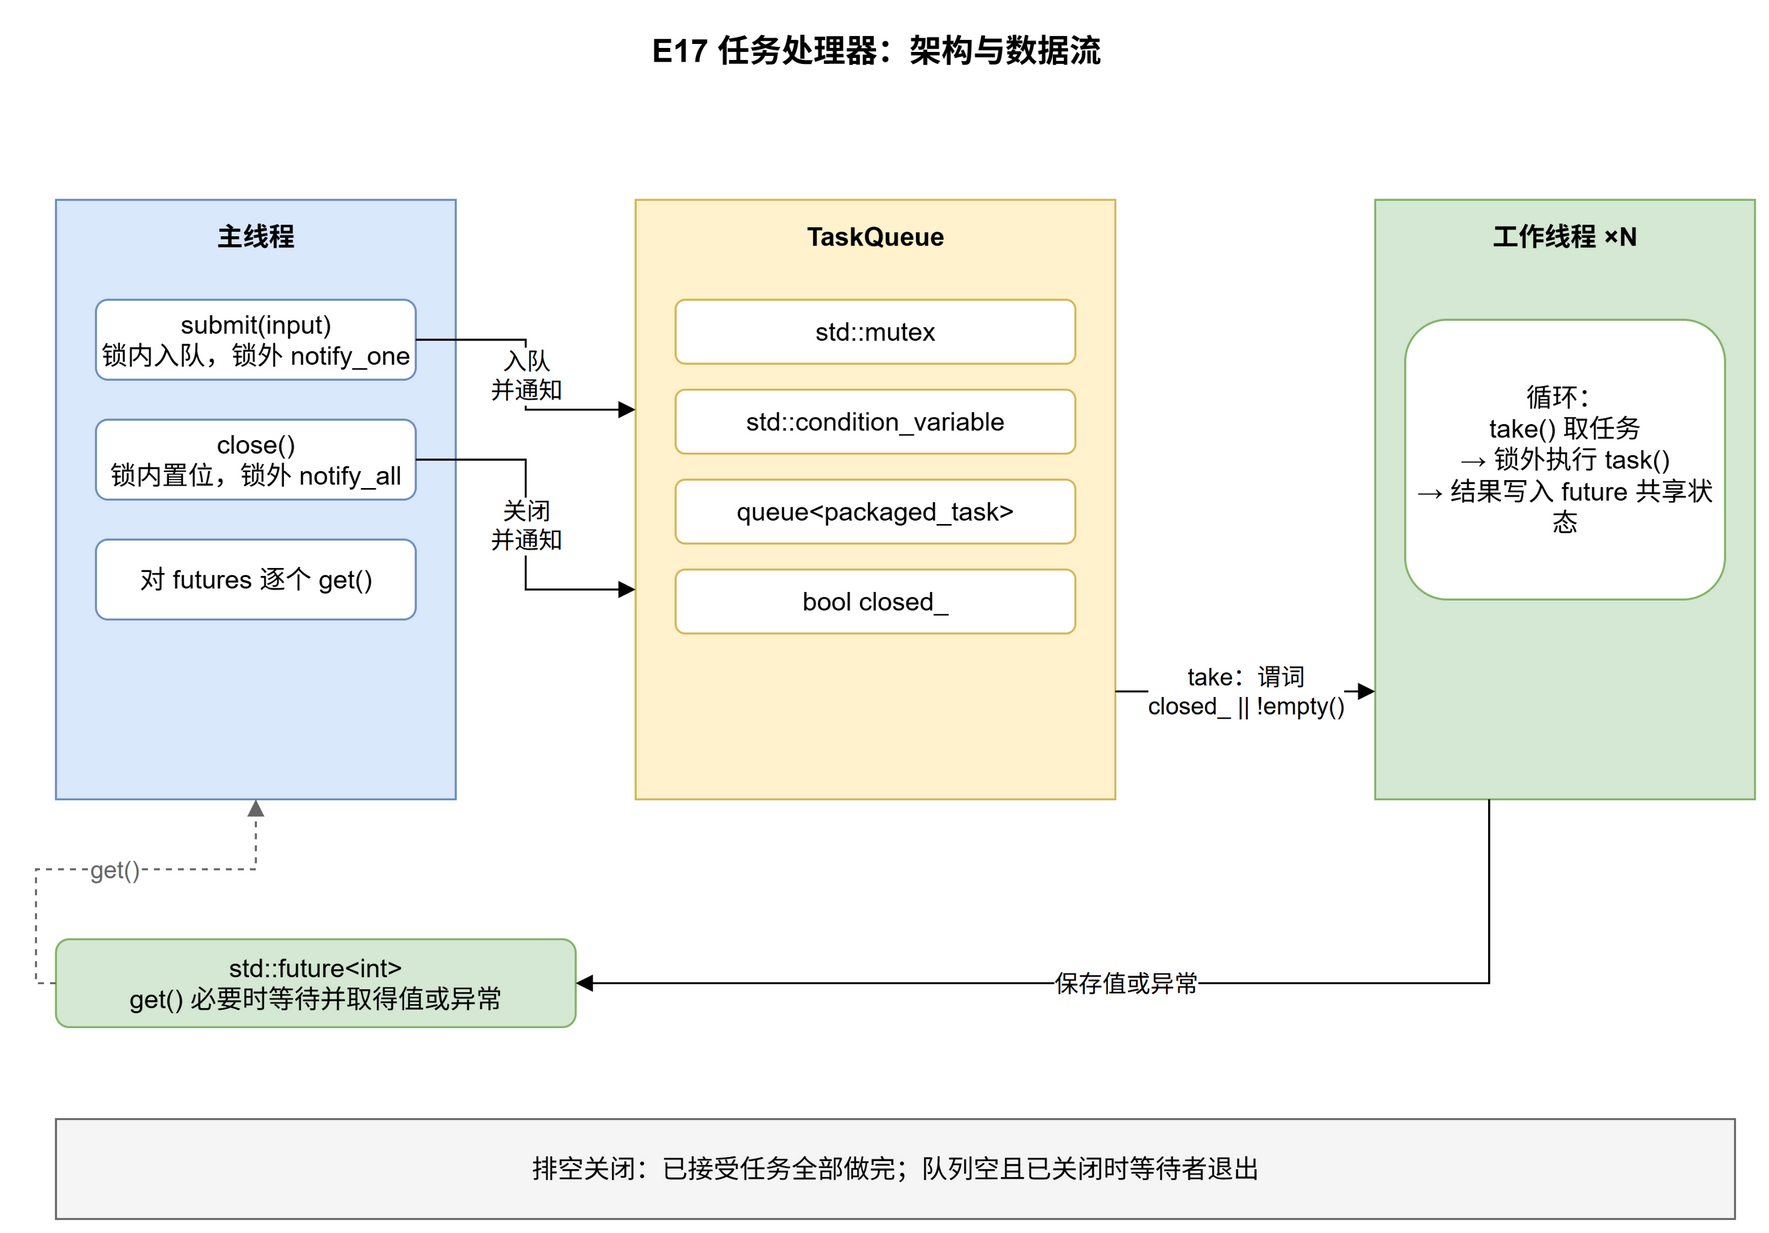 E17 任务处理器：架构与数据流
主线程
submit(input)
锁内入队，锁外 notify_one
close()
锁内置位，锁外 notify_all
对 futures 逐个 get()
入队
并通知
关闭
并通知
TaskQueue
std::mutex
std::condition_variable
queue<packaged_task>
bool closed_
take：谓词
closed_ || !empty()
工作线程 ×N
循环：
take() 取任务
→ 锁外执行 task()
→ 结果写入 future 共享状
态
get()
std::future<int>
get() 必要时等待并取得值或异常
保存值或异常
排空关闭：已接受任务全部做完；队列空且已关闭时等待者退出